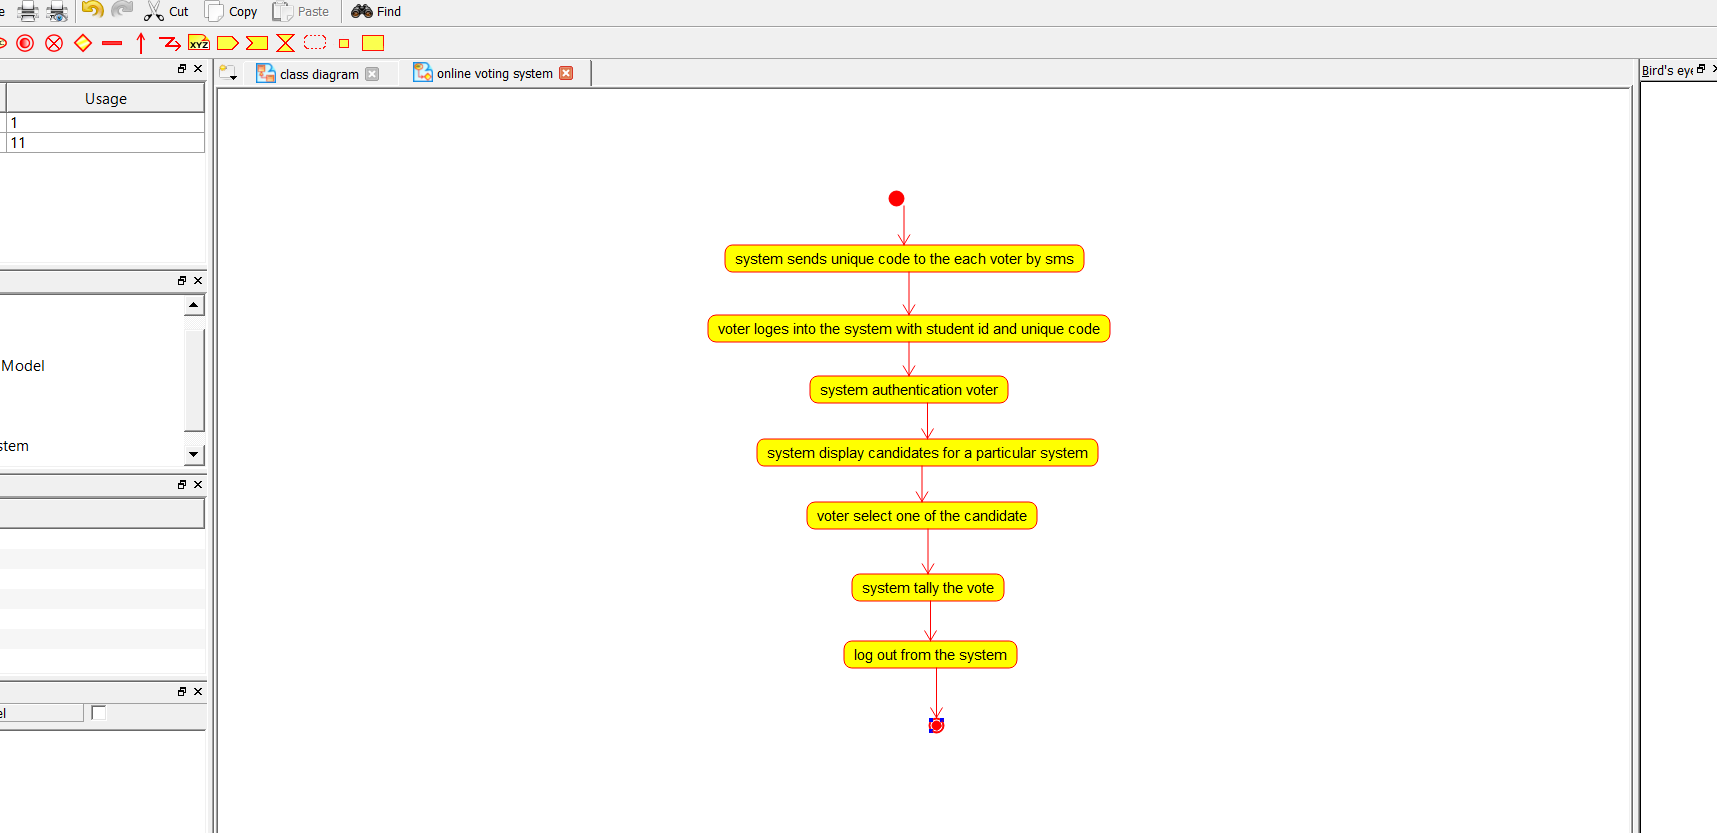 Cut Copy Paste Find
XYZ
class diagram online voting system
Bird's eye
Usage
1
11
Model
stem
el
system sends unique code to the each voter by sms
voter loges into the system with student id and unique code
system authentication voter
system display candidates for a particular system
voter select one of the candidate
system tally the vote
log out from the system